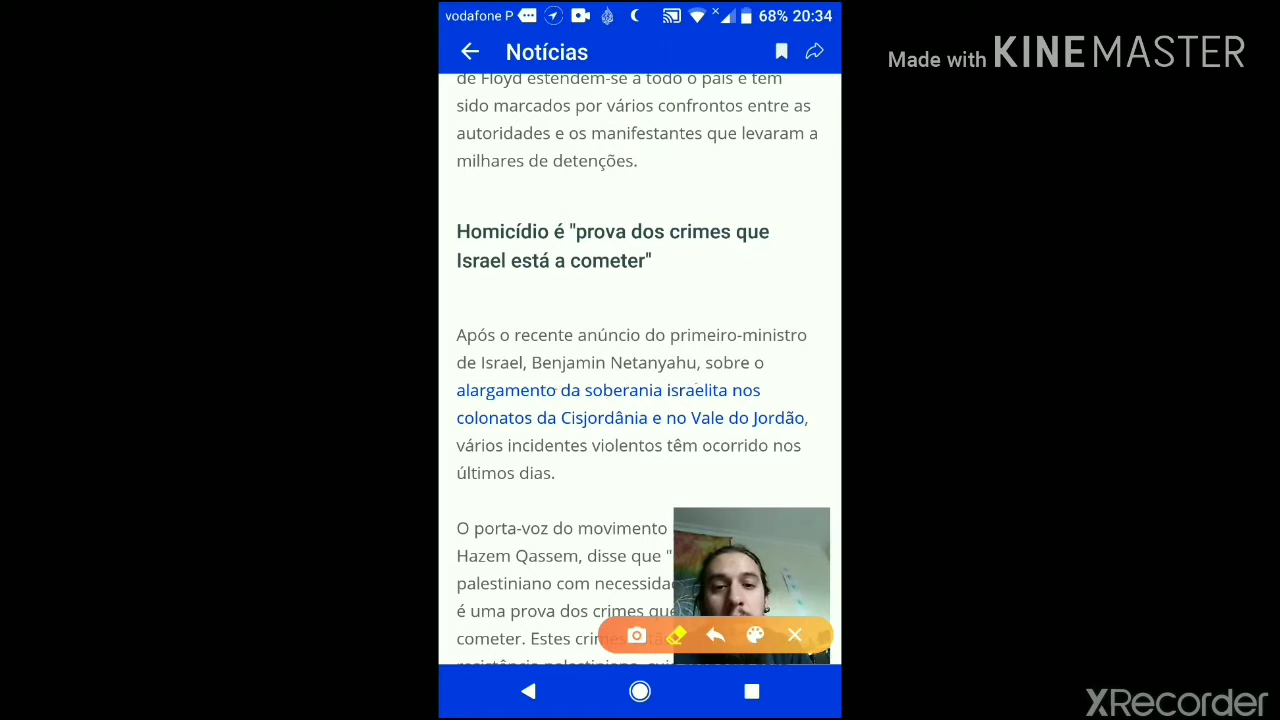 vodafone P
68% 20:34
Notícias
Made with KINEMASTER
de Floyd estendem-se a todo o país e têm
sido marcados por vários confrontos entre as
autoridades e os manifestantes que levaram a
milhares de detenções.
Homicídio é "prova dos crimes que
Israel está a cometer"
Após o recente anúncio do primeiro-ministro
de Israel, Benjamin Netanyahu, sobre o
alargamento da soberania israelita nos
colonatos da Cisjordânia e no Vale do Jordão,
vários incidentes violentos têm ocorrido nos
últimos dias.
O porta-voz do movimento
Hazem Qassem, disse que "
palestiniano com necessida
é uma prova dos crimes que
cometer. Estes
XRecorder